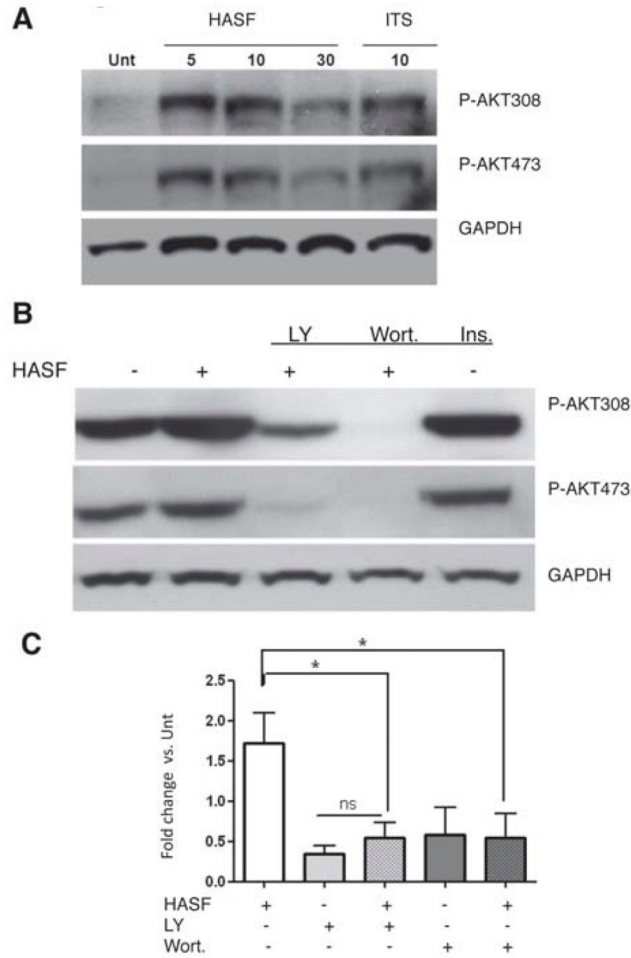 A
HASF ITS
Unt 5 10 30 10
P-AKT308
P-AKT473
GAPDH
B
LY Wort. Ins.
HASF - + + + -
P-AKT308
P-AKT473
GAPDH
C
*
*
ns
Fold change vs. Unt
2.5
2.0
1.5
1.0
0.5
0.0
HASF + - + - +
LY - + + - -
Wort. - - - + +